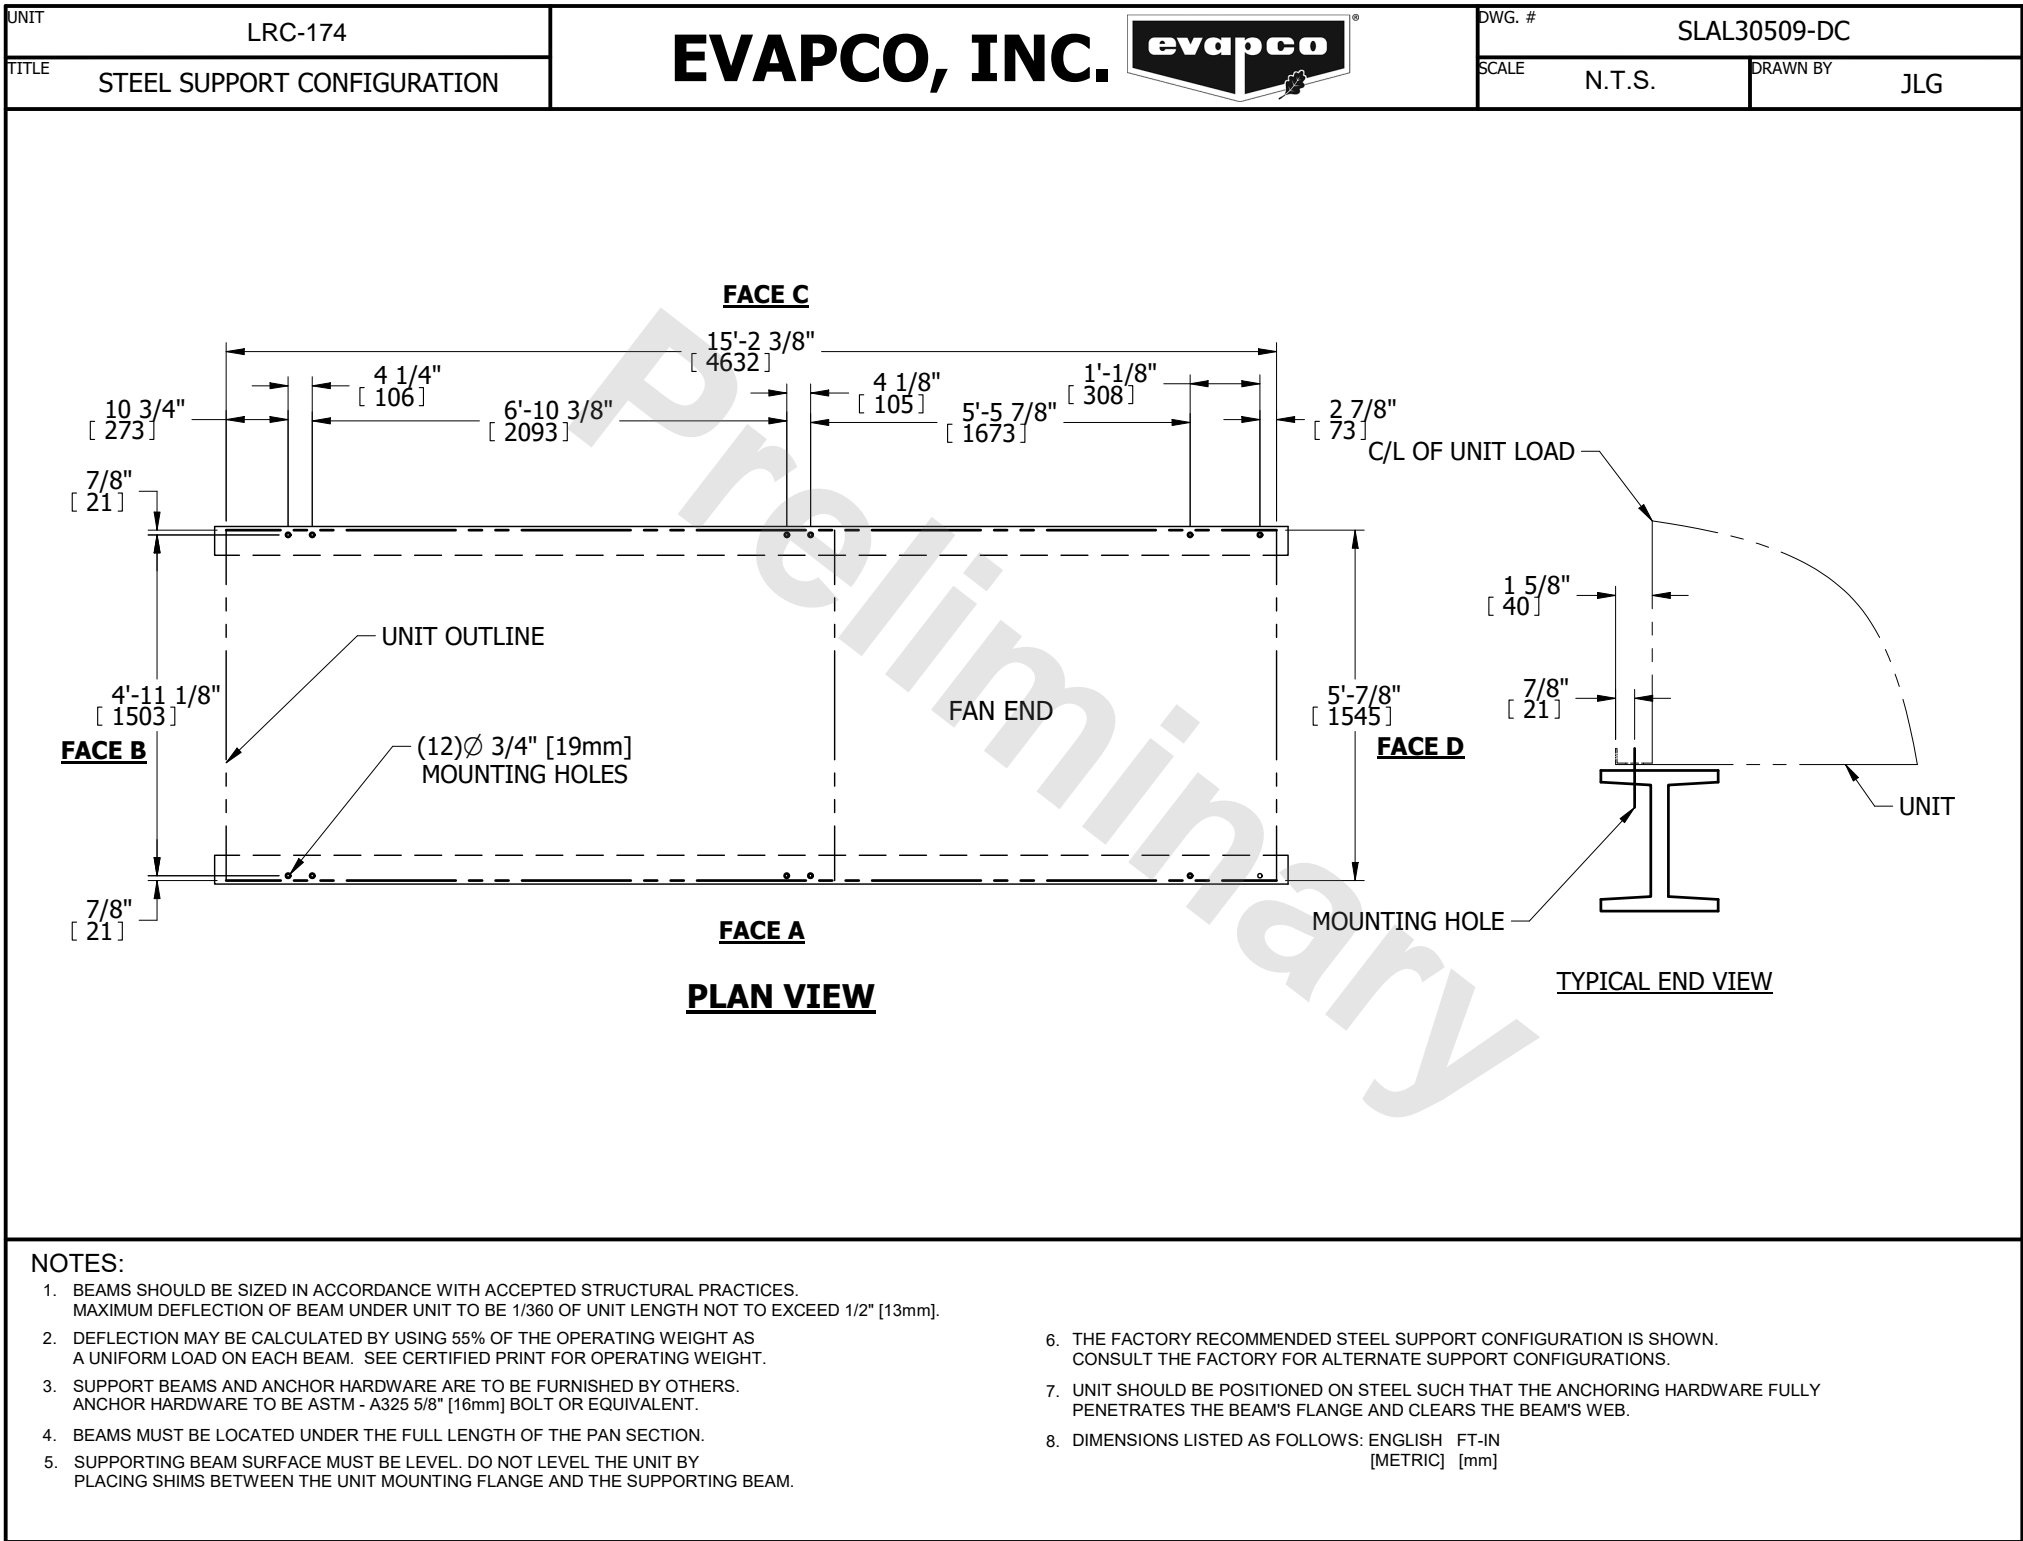 UNIT
LRC-174
TITLE
STEEL SUPPORT CONFIGURATION
EVAPCO, INC.
evapco
®
DWG. #
SLAL30509-DC
SCALE
N.T.S.
DRAWN BY
JLG
FACE C
15'-2 3/8"
[ 4632 ]
4 1/4"
[ 106 ]
4 1/8"
[ 105 ]
1'-1/8"
[ 308 ]
10 3/4"
[ 273 ]
6'-10 3/8"
[ 2093 ]
5'-5 7/8"
[ 1673 ]
2 7/8"
[ 73 ]
C/L OF UNIT LOAD
7/8"
[ 21 ]
1 5/8"
[ 40 ]
UNIT OUTLINE
4'-11 1/8"
[ 1503 ]
FACE B
FAN END
5'-7/8"
[ 1545 ]
FACE D
7/8"
[ 21 ]
(12)Ø 3/4" [19mm]
MOUNTING HOLES
UNIT
7/8"
[ 21 ]
FACE A
MOUNTING HOLE
PLAN VIEW
TYPICAL END VIEW
Preliminary
NOTES:
1. BEAMS SHOULD BE SIZED IN ACCORDANCE WITH ACCEPTED STRUCTURAL PRACTICES.
MAXIMUM DEFLECTION OF BEAM UNDER UNIT TO BE 1/360 OF UNIT LENGTH NOT TO EXCEED 1/2" [13mm].
2. DEFLECTION MAY BE CALCULATED BY USING 55% OF THE OPERATING WEIGHT AS
A UNIFORM LOAD ON EACH BEAM. SEE CERTIFIED PRINT FOR OPERATING WEIGHT.
3. SUPPORT BEAMS AND ANCHOR HARDWARE ARE TO BE FURNISHED BY OTHERS.
ANCHOR HARDWARE TO BE ASTM - A325 5/8" [16mm] BOLT OR EQUIVALENT.
4. BEAMS MUST BE LOCATED UNDER THE FULL LENGTH OF THE PAN SECTION.
5. SUPPORTING BEAM SURFACE MUST BE LEVEL. DO NOT LEVEL THE UNIT BY
PLACING SHIMS BETWEEN THE UNIT MOUNTING FLANGE AND THE SUPPORTING BEAM.
6. THE FACTORY RECOMMENDED STEEL SUPPORT CONFIGURATION IS SHOWN.
CONSULT THE FACTORY FOR ALTERNATE SUPPORT CONFIGURATIONS.
7. UNIT SHOULD BE POSITIONED ON STEEL SUCH THAT THE ANCHORING HARDWARE FULLY
PENETRATES THE BEAM'S FLANGE AND CLEARS THE BEAM'S WEB.
8. DIMENSIONS LISTED AS FOLLOWS: ENGLISH FT-IN
[METRIC] [mm]